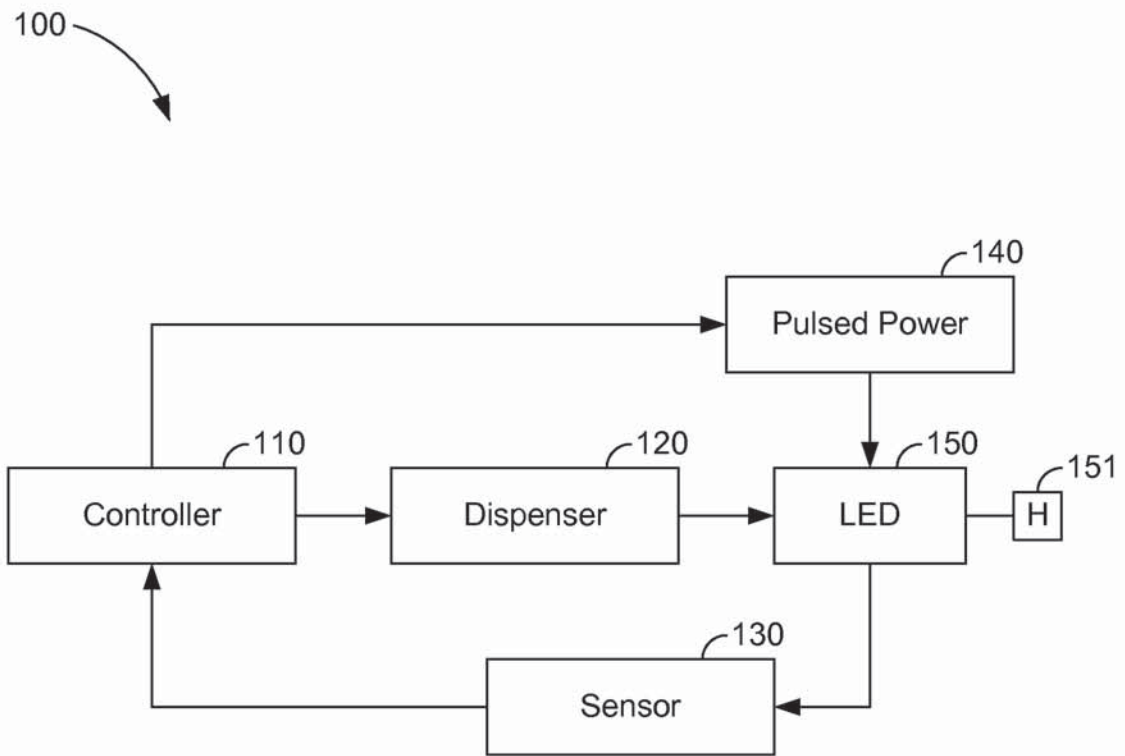 100
140
Pulsed Power
110
120
150
151
Controller
Dispenser
LED
H
130
Sensor